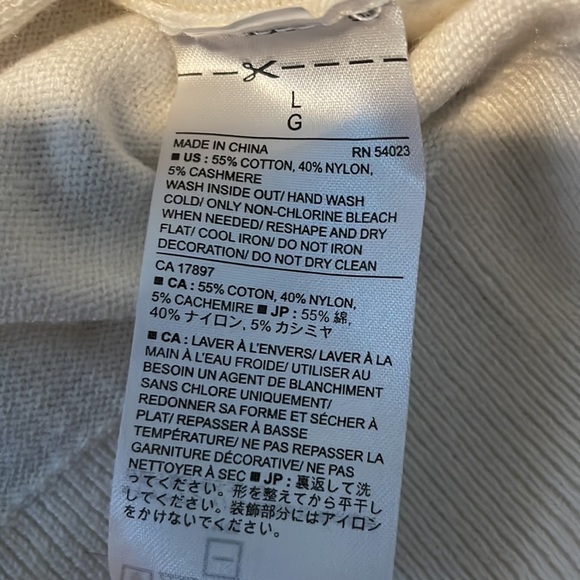 L
G
MADE IN CHINA RN 54023
■ US : 55% COTTON, 40% NYLON,
5% CASHMERE
WASH INSIDE OUT/ HAND WASH
COLD/ ONLY NON-CHLORINE BLEACH
WHEN NEEDED/ RESHAPE AND DRY
FLAT/ COOL IRON/ DO NOT IRON
DECORATION/ DO NOT DRY CLEAN
CA 17897
■ CA : 55% COTON, 40% NYLON,
5% CACHEMIRE ■ JP : 55% 綿,
40% ナイロン, 5% カシミヤ
■ CA : LAVER À L'ENVERS/ LAVER À LA
MAIN À L'EAU FROIDE/ UTILISER AU
BESOIN UN AGENT DE BLANCHIMENT
SANS CHLORE UNIQUEMENT/
REDONNER SA FORME ET SÉCHER À
PLAT/ REPASSER À BASSE
TEMPÉRATURE/ NE PAS REPASSER LA
GARNITURE DÉCORATIVE/ NE PAS
NETTOYER À SEC ■ JP : 裏返して洗
ってください。形を整えてから平干し
してください。装飾部分にはアイロン
をかけないでください。